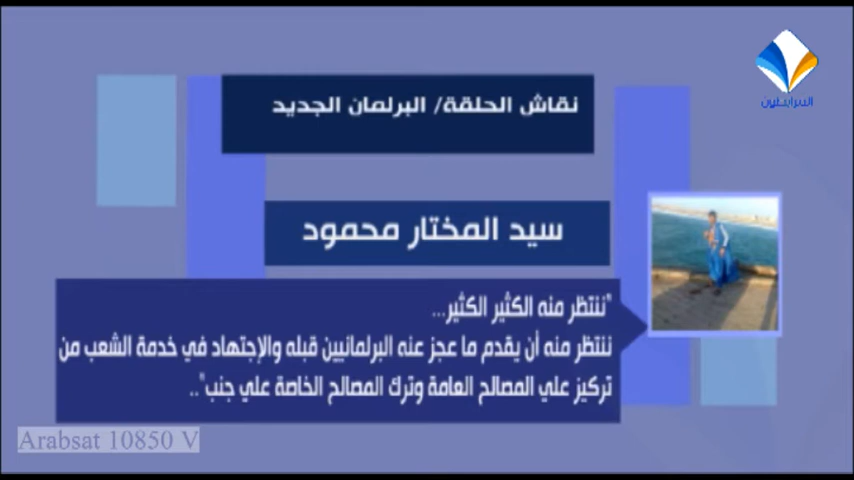 المرابطون
نقاش الحلقة/ البرلمان الجديد
سيد المختار محمود
"ننتظر منه الكثير الكثير...
ننتظر منه أن يقدم ما عجز عنه البرلمانيين قبله والإجتهاد في خدمة الشعب من
تركيز علي المصالح العامة وترك المصالح الخاصة علي جنب"..
Arabsat 10850 V